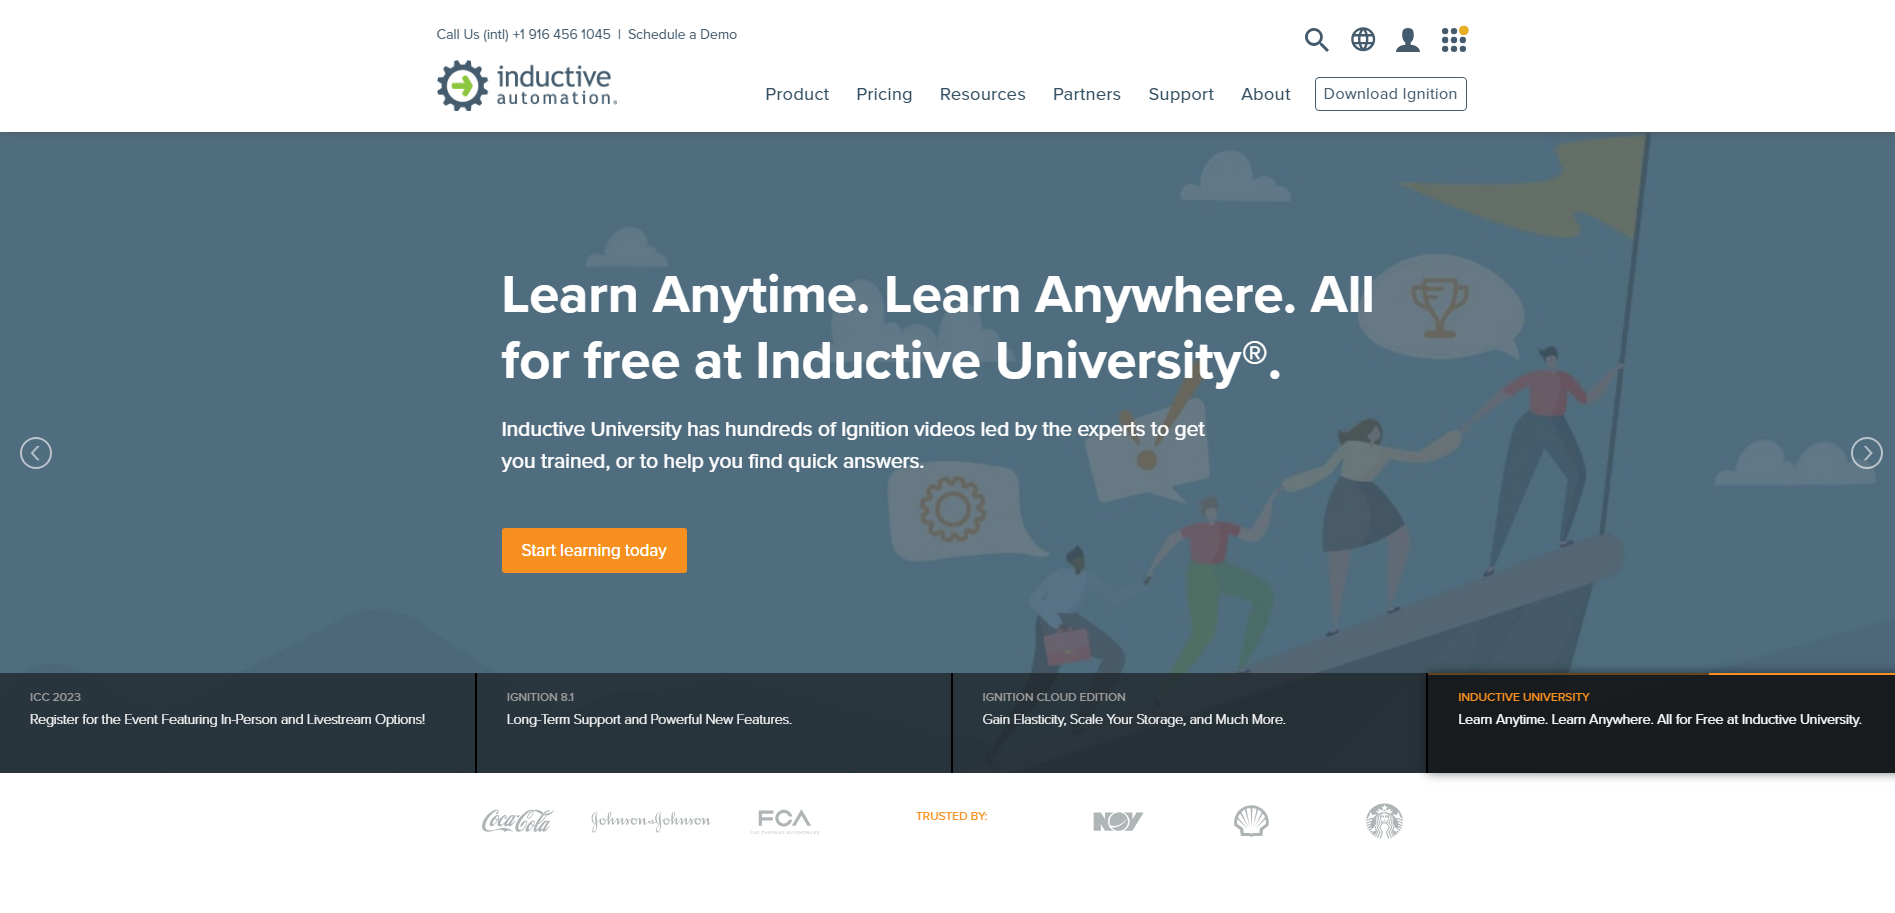 Call Us (intl) +1 916 456 1045 | Schedule a Demo
inductive
automation®
Product Pricing Resources Partners Support About Download Ignition
Learn Anytime. Learn Anywhere. All
for free at Inductive University®.
Inductive University has hundreds of Ignition videos led by the experts to get
you trained, or to help you find quick answers.
Start learning today
ICC 2023
Register for the Event Featuring In-Person and Livestream Options!
IGNITION 8.1
Long-Term Support and Powerful New Features.
IGNITION CLOUD EDITION
Gain Elasticity, Scale Your Storage, and Much More.
INDUCTIVE UNIVERSITY
Learn Anytime. Learn Anywhere. All for Free at Inductive University.
Coca-Cola
Johnson & Johnson
FCA
FIAT CHRYSLER AUTOMOBILES
TRUSTED BY:
NOV